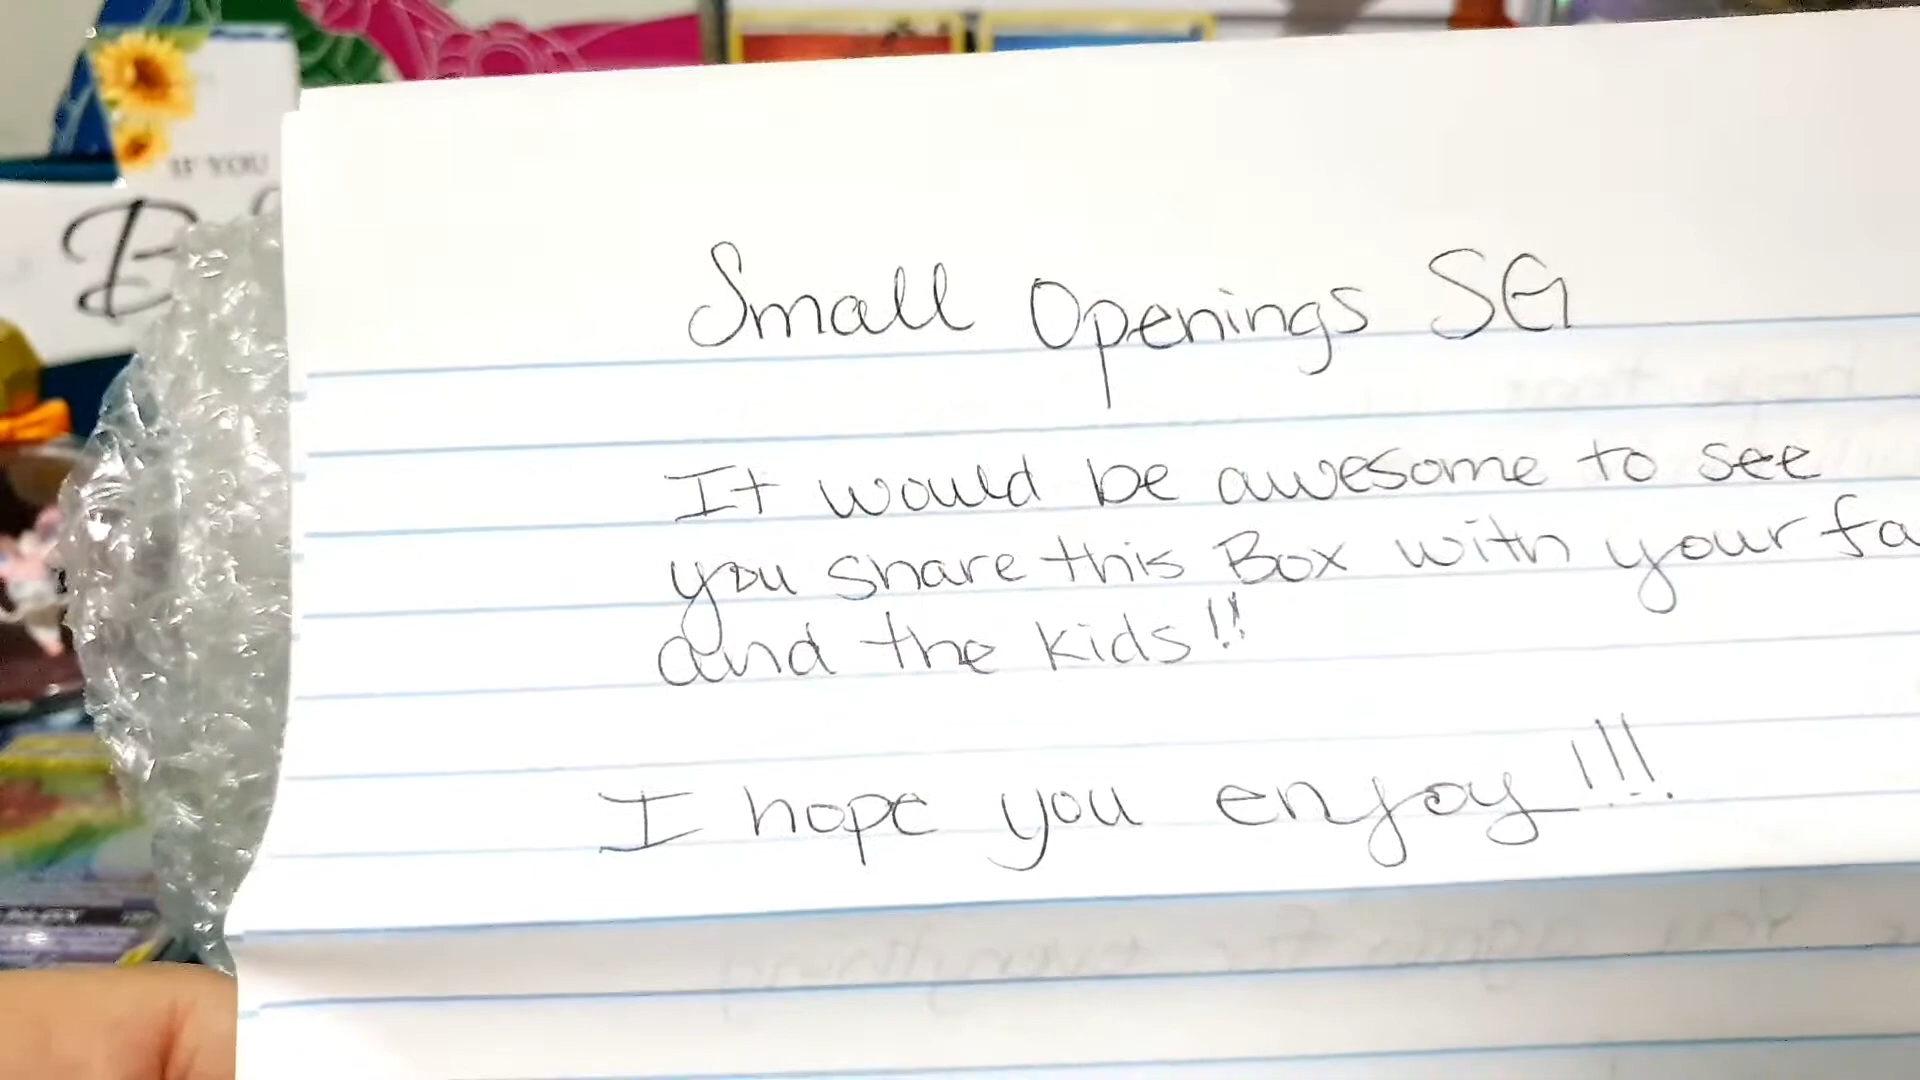 IF YOU
Small Openings SG
It would be awesome to see
you share this Box with your fa
and the kids!!
I hope you enjoy!!!